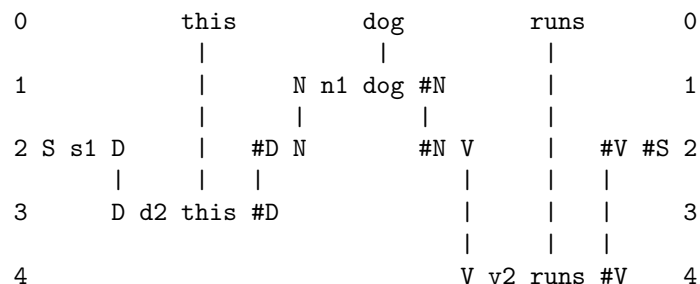 0 this dog runs 0
| | |
1 N n1 dog #N | 1
| | | |
2 S s1 D | #D N #N V | #V #S 2
| | | | | |
3 D d2 this #D | | | 3
| | |
4 V v2 runs #V 4